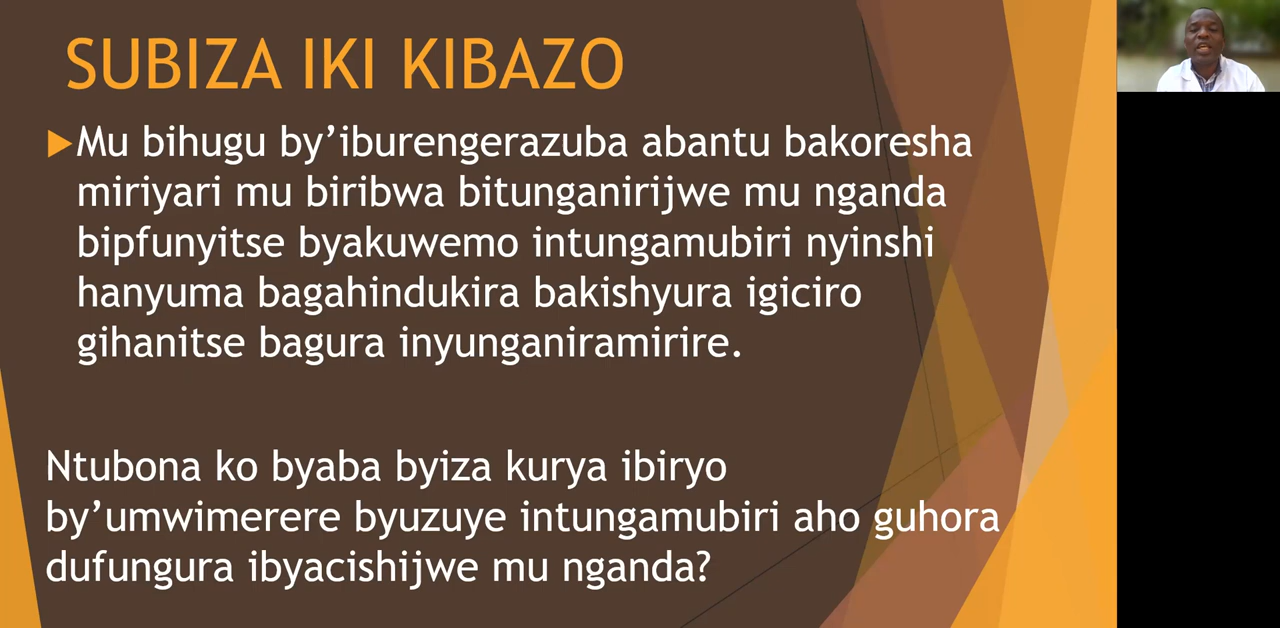 SUBIZA IKI KIBAZO
Mu bihugu by’iburengerazuba abantu bakoresha
miriyari mu biribwa bitunganirijwe mu nganda
bipfunyitse byakuwemo intungamubiri nyinshi
hanyuma bagahindukira bakishyura igiciro
gihanitse bagura inyunganiramirire.
Ntubona ko byaba byiza kurya ibiryo
by’umwimerere byuzuye intungamubiri aho guhora
dufungura ibyacishijwe mu nganda?